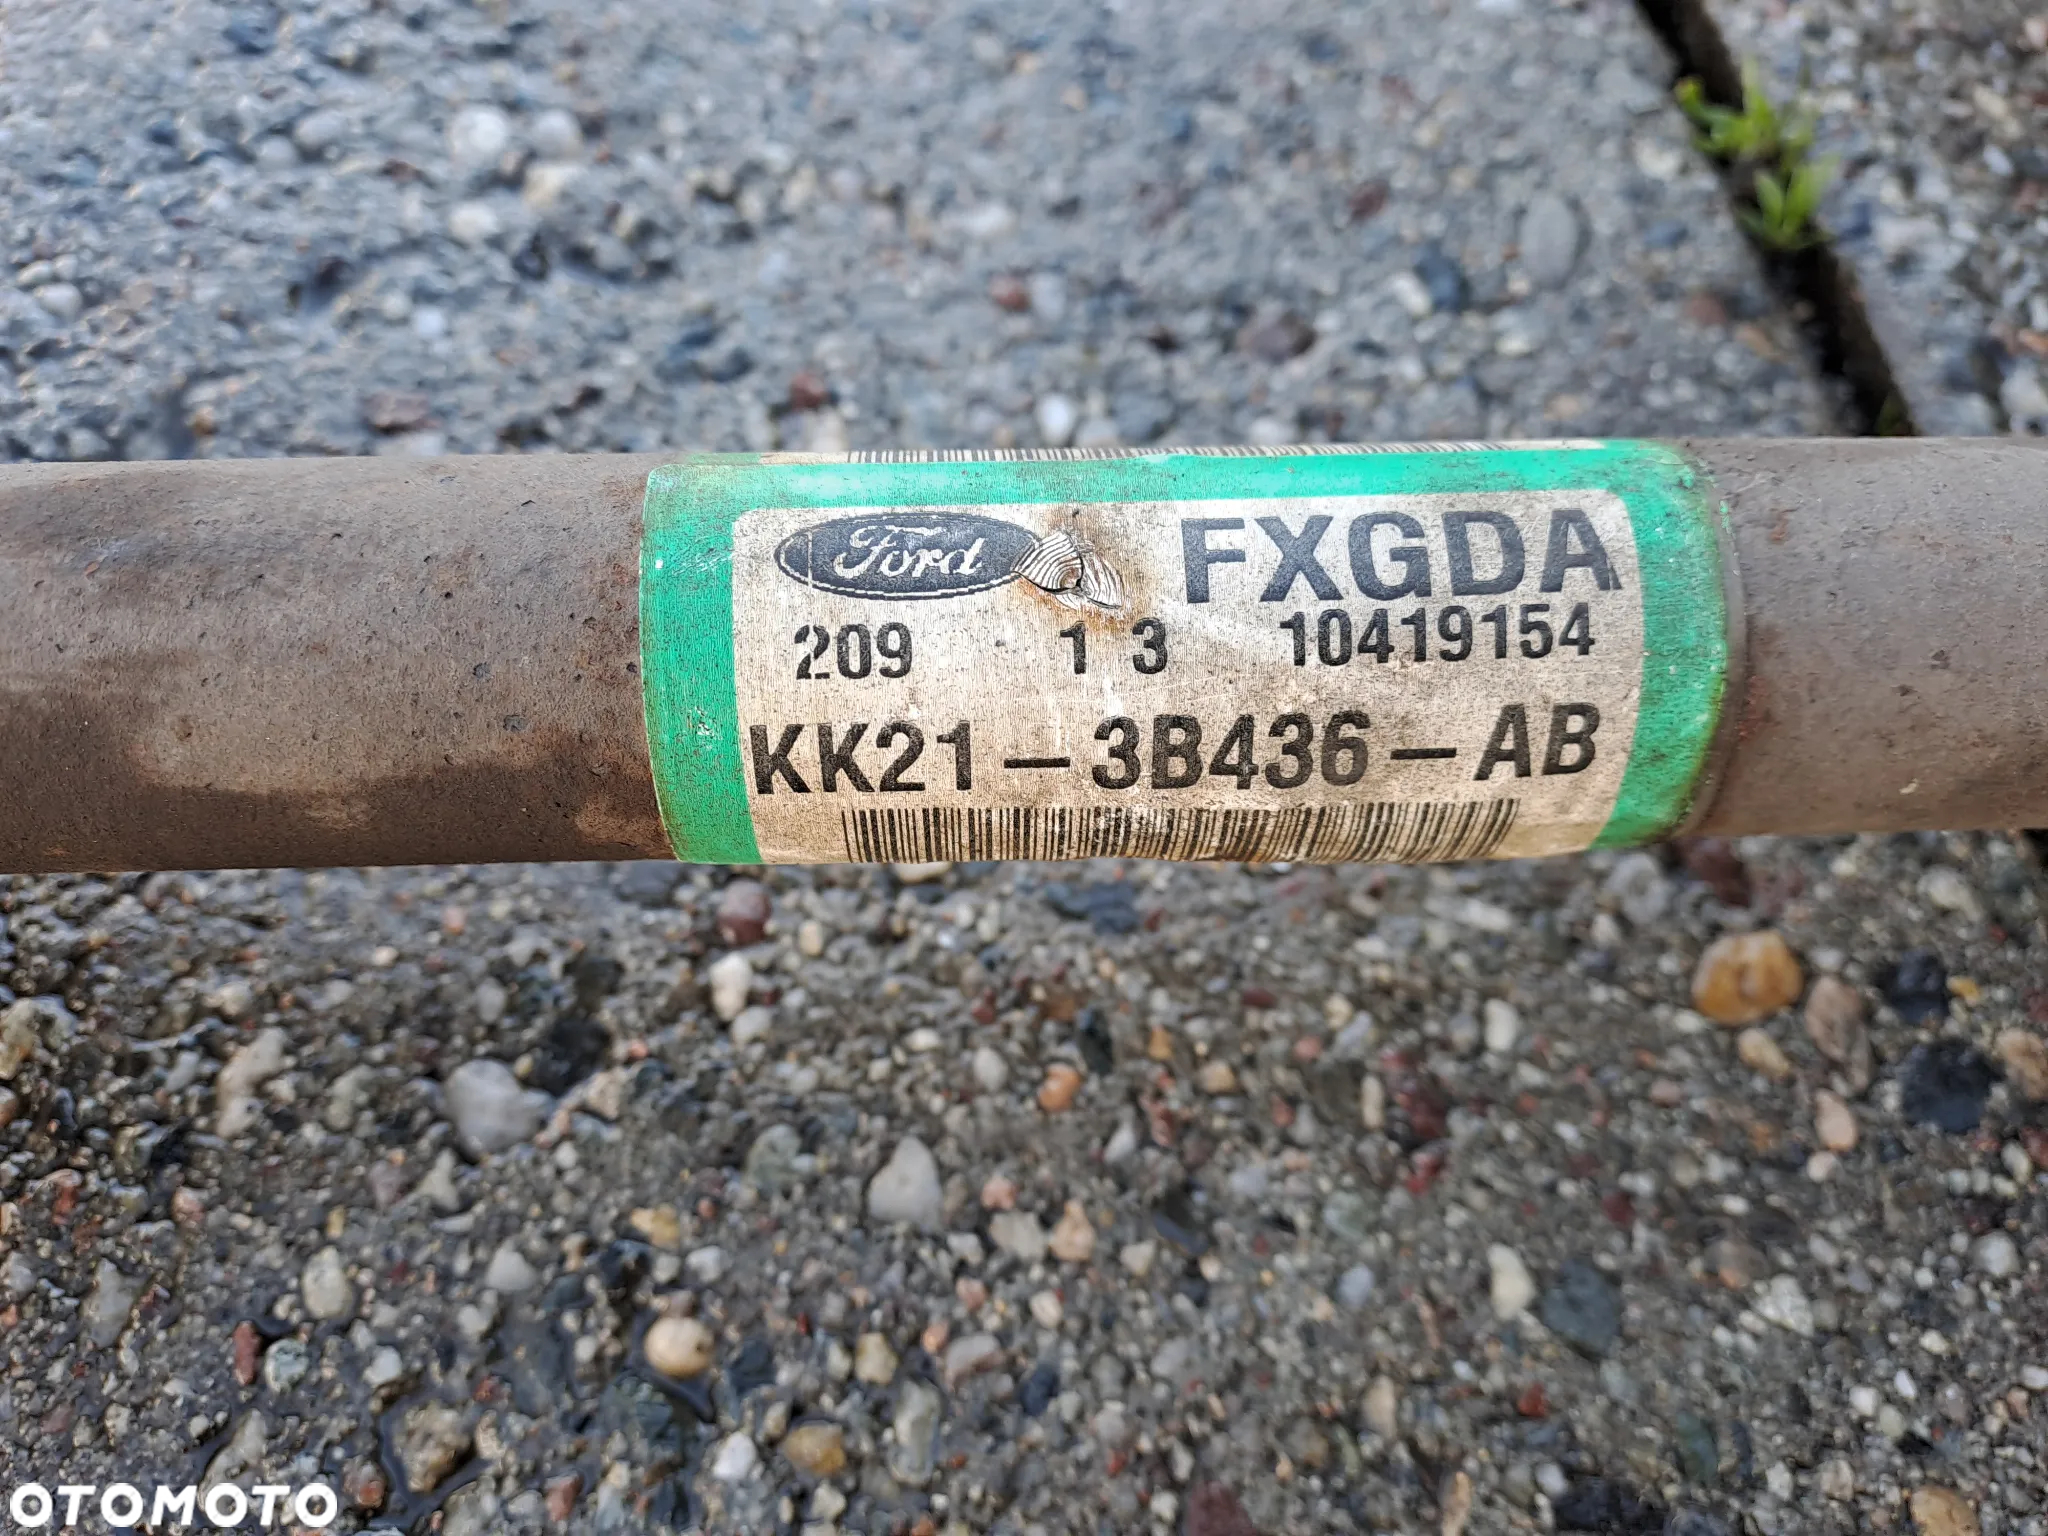 Ford FXGDA
209 1 3 10419154
KK21-3B436-AB
OTOMOTO